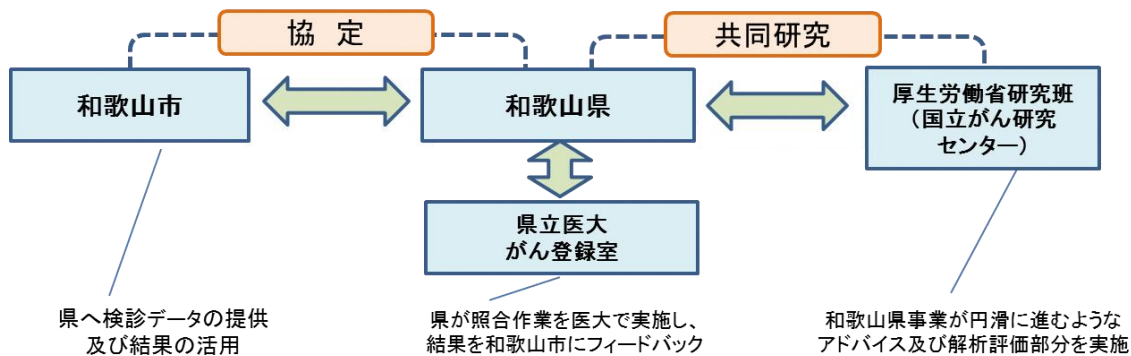 協 定
共同研究
和歌山市
和歌山県
厚生労働省研究班
（国立がん研究
センター）
県立医大
がん登録室
県へ検診データの提供
及び結果の活用
県が照合作業を医大で実施し、
結果を和歌山市にフィードバック
和歌山県事業が円滑に進むような
アドバイス及び解析評価部分を実施